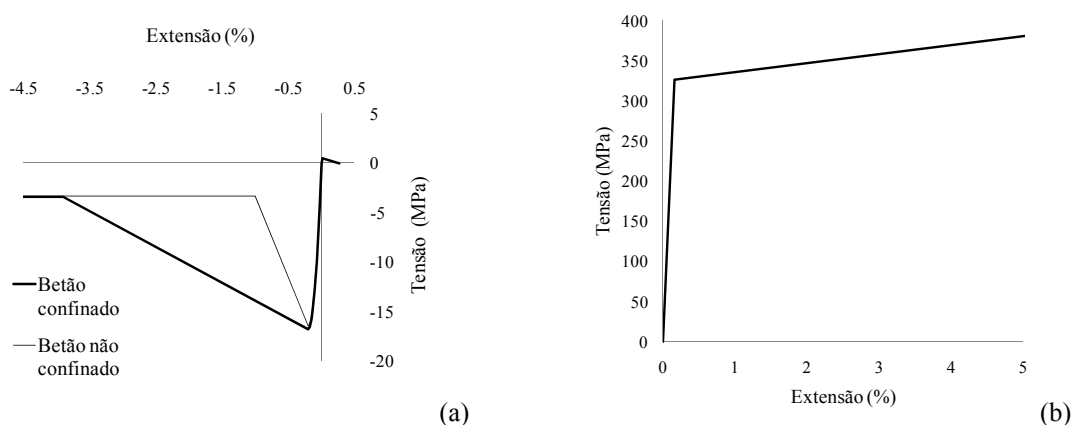 Extensão (%)
-4.5 -3.5 -2.5 -1.5 -0.5 0.5
5
0
-5
-10
-15
-20
Tensão (MPa)
Betão
confinado
Betão não
confinado
(a)
400
350
300
250
200
150
100
50
0
Tensão (MPa)
0 1 2 3 4 5
Extensão (%)
(b)